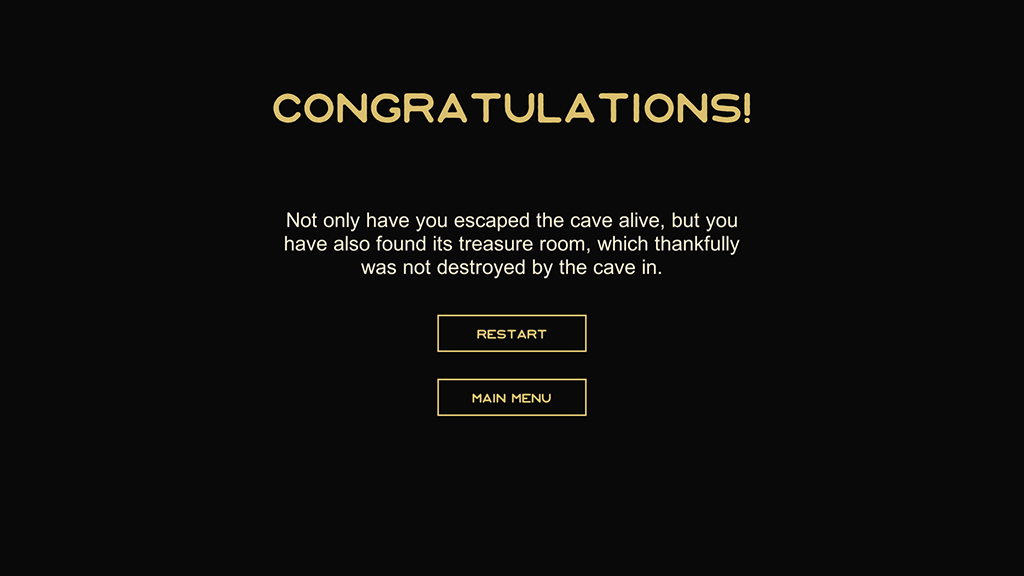 CONGRATULATIONS!
Not only have you escaped the cave alive, but you
have also found its treasure room, which thankfully
was not destroyed by the cave in.
RESTART
MAIN MENU